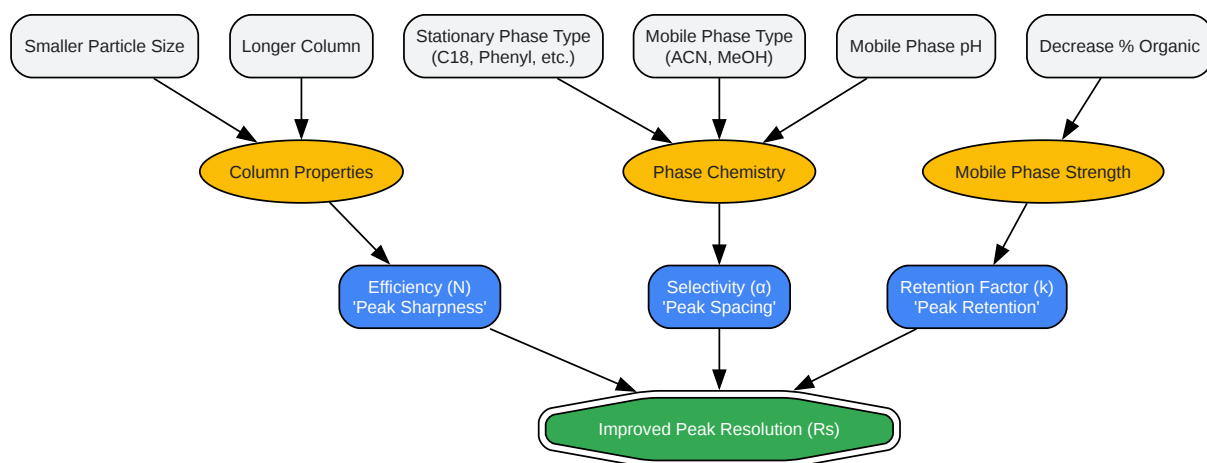 Smaller Particle Size
Longer Column
Stationary Phase Type
(C18, Phenyl, etc.)
Mobile Phase Type
(ACN, MeOH)
Mobile Phase pH
Decrease % Organic
Column Properties
Phase Chemistry
Mobile Phase Strength
Efficiency (N)
'Peak Sharpness'
Selectivity (α)
'Peak Spacing'
Retention Factor (k)
'Peak Retention'
Improved Peak Resolution (Rs)